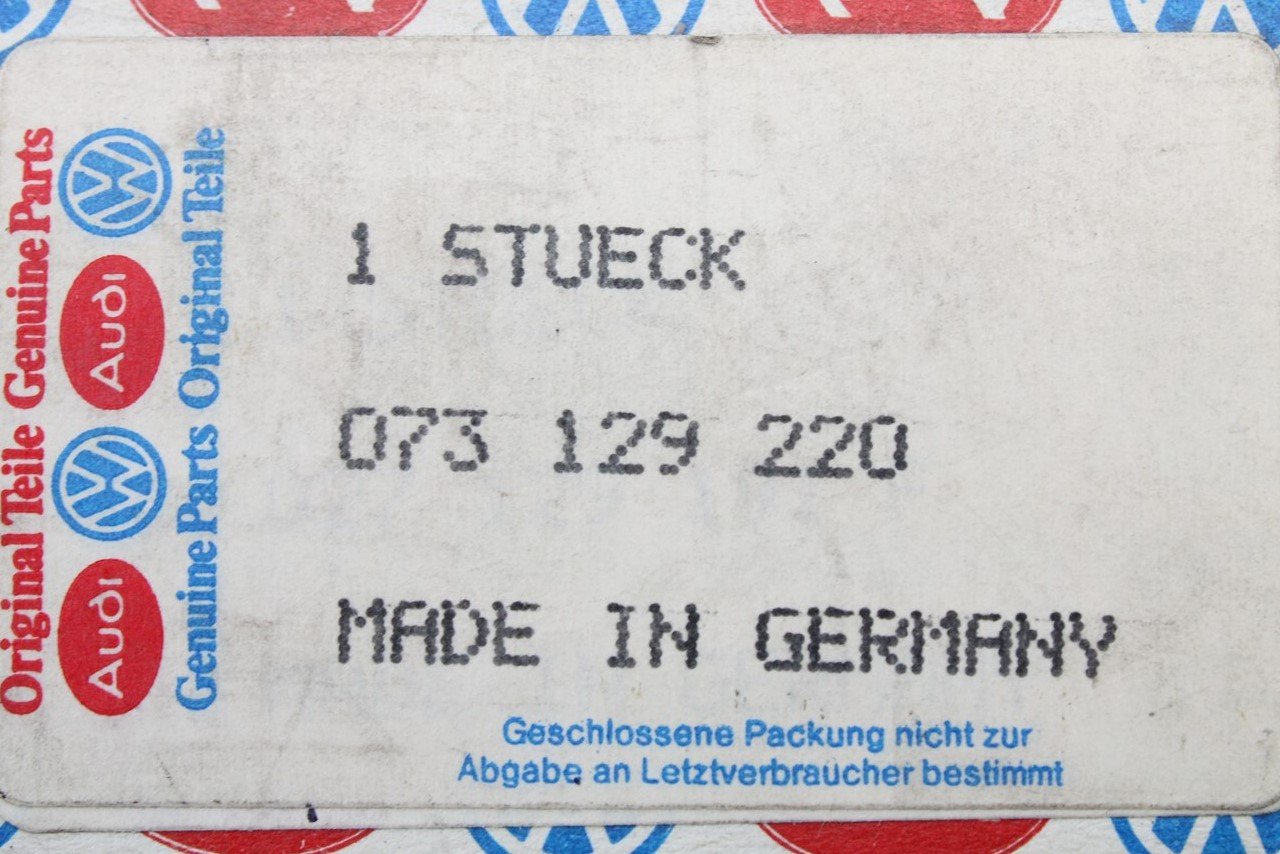 Original Teile Genuine Parts
Audi Audi
Genuine Parts Original Teile
1 STUECK
073 129 220
MADE IN GERMANY
Geschlossene Packung nicht zur
Abgabe an Letztverbraucher bestimmt